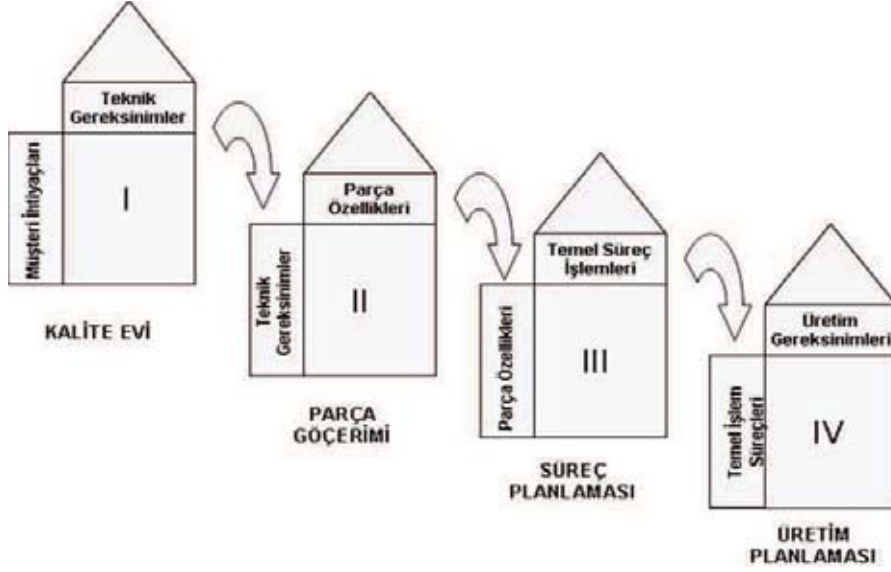 Teknik
Gereksinimler
Müşteri İhtiyaçları
I
KALİTE EVİ
Parça
Özellikleri
Teknik
Gereksinimler
II
PARÇA
GÖÇERİMİ
Temel Süreç
İşlemleri
Parça Özellikleri
III
SÜREÇ
PLANLAMASI
Üretim
Gereksinimleri
Temel İşlem
Süreçleri
IV
ÜRETİM
PLANLAMASI